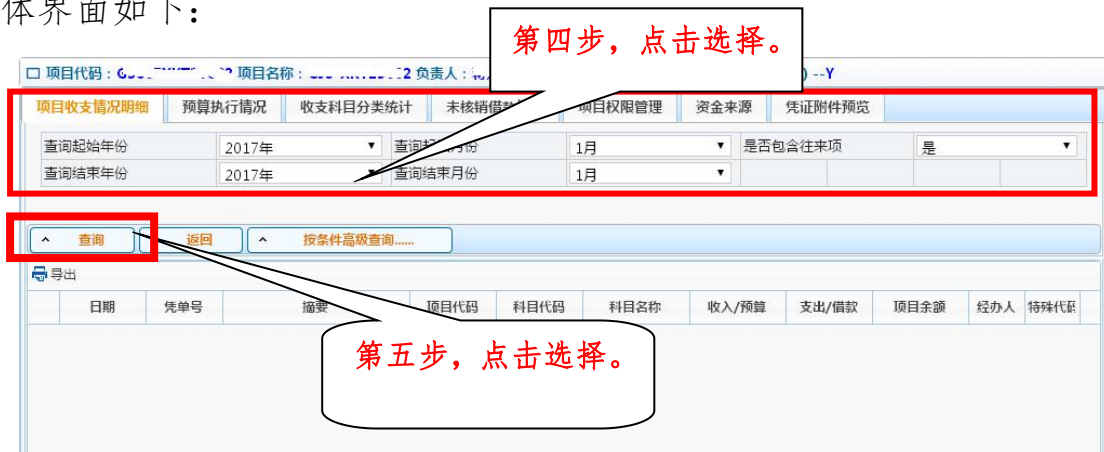 体界面如下：
第四步，点击选择。
项目代码： 项目名称： 负责人： --Y
项目收支情况明细 预算执行情况 收支科目分类统计 未核销借 项目权限管理 资金来源 凭证附件预览
查询起始年份 2017年 查询起 月份 1月 是否包含往来项 是
查询结束年份 2017年 查询结束月份 1月
查询 返回 按条件高级查询......
导出
日期 凭单号 摘要 项目代码 科目代码 科目名称 收入/预算 支出/借款 项目余额 经办人 特殊代码
第五步，点击选择。